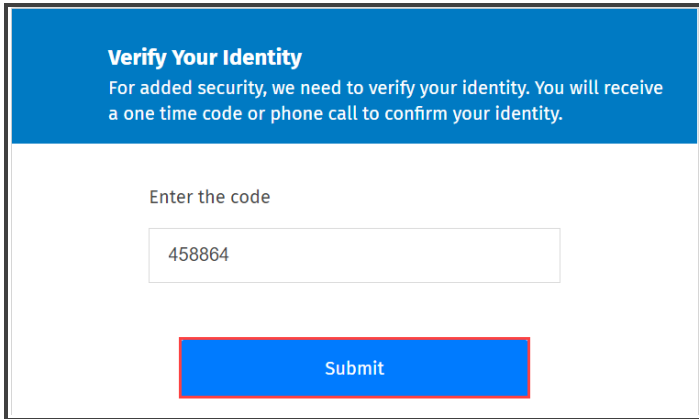 Verify Your Identity
For added security, we need to verify your identity. You will receive
a one time code or phone call to confirm your identity.
Enter the code
458864
Submit